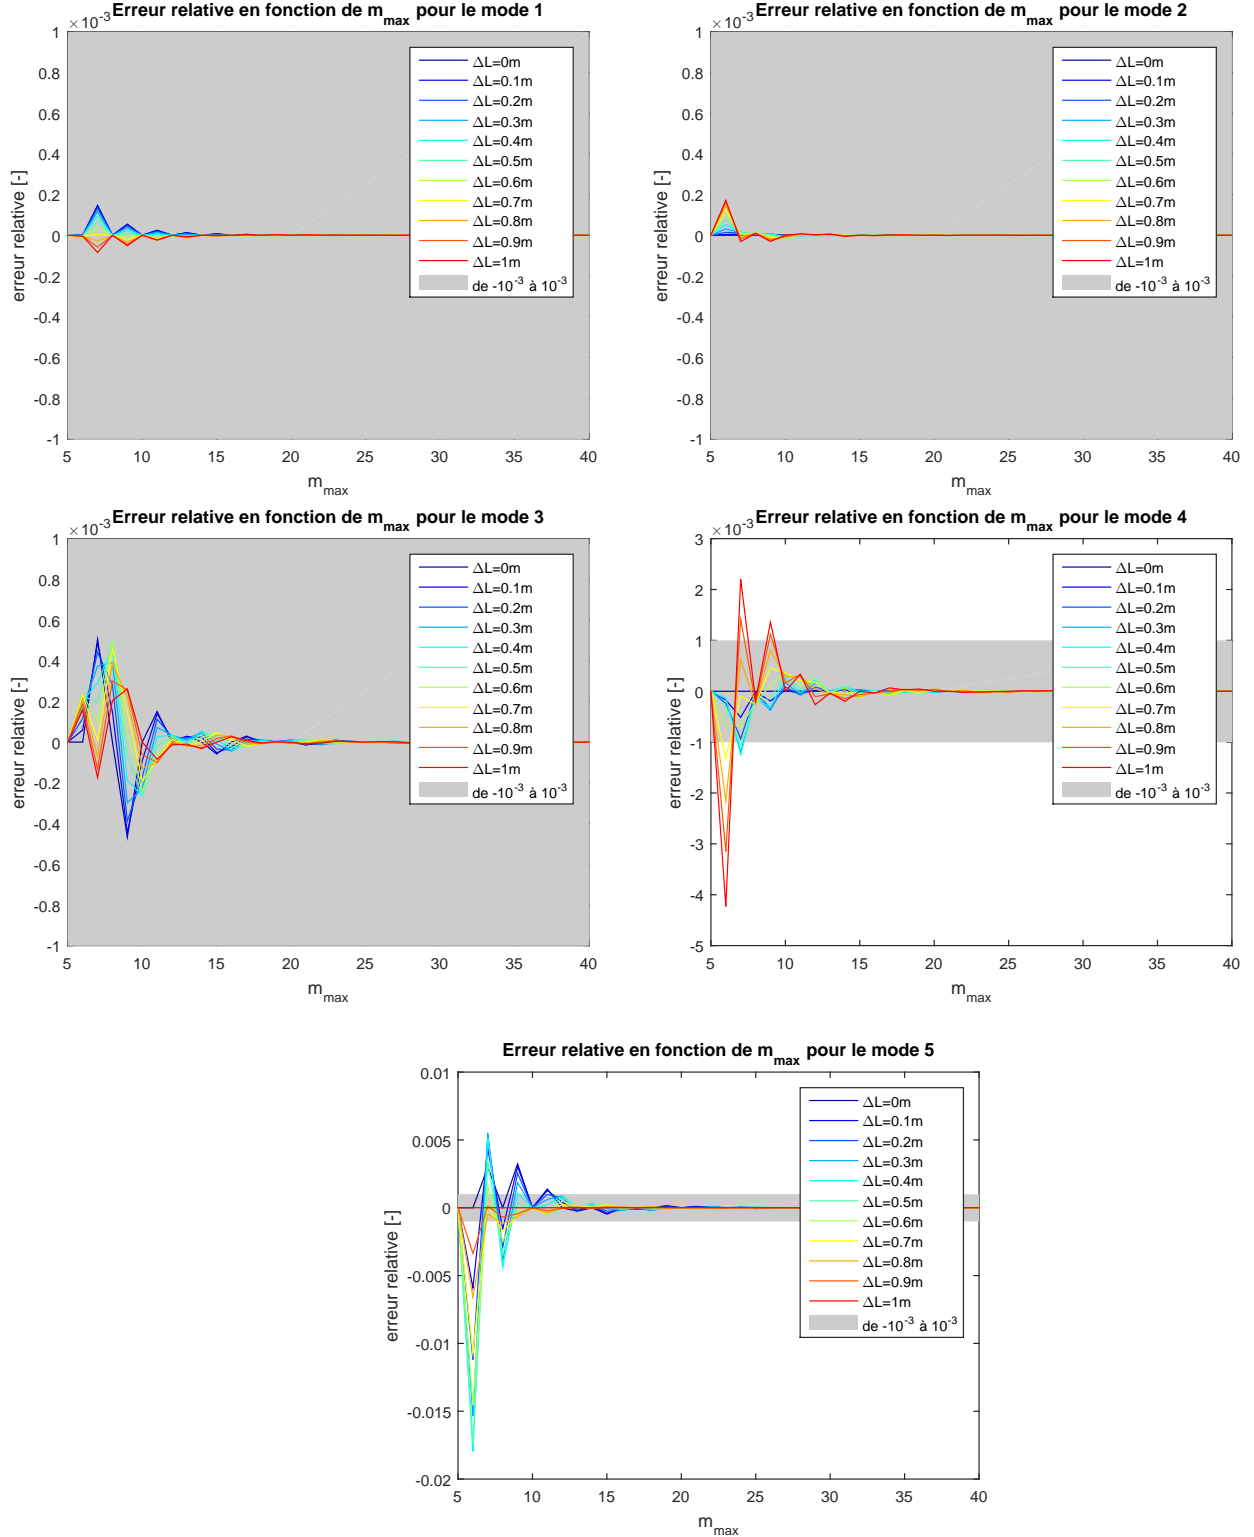 Erreur relative en fonction de m_max pour le mode 1
×10^-3
1
0.8
0.6
0.4
0.2
0
-0.2
-0.4
-0.6
-0.8
-1
erreur relative [-]
5 10 15 20 25 30 35 40
m_max
ΔL=0m
ΔL=0.1m
ΔL=0.2m
ΔL=0.3m
ΔL=0.4m
ΔL=0.5m
ΔL=0.6m
ΔL=0.7m
ΔL=0.8m
ΔL=0.9m
ΔL=1m
de -10^-3 à 10^-3
Erreur relative en fonction de m_max pour le mode 2
×10^-3
1
0.8
0.6
0.4
0.2
0
-0.2
-0.4
-0.6
-0.8
-1
erreur relative [-]
5 10 15 20 25 30 35 40
m_max
ΔL=0m
ΔL=0.1m
ΔL=0.2m
ΔL=0.3m
ΔL=0.4m
ΔL=0.5m
ΔL=0.6m
ΔL=0.7m
ΔL=0.8m
ΔL=0.9m
ΔL=1m
de -10^-3 à 10^-3
Erreur relative en fonction de m_max pour le mode 3
×10^-3
1
0.8
0.6
0.4
0.2
0
-0.2
-0.4
-0.6
-0.8
-1
erreur relative [-]
5 10 15 20 25 30 35 40
m_max
ΔL=0m
ΔL=0.1m
ΔL=0.2m
ΔL=0.3m
ΔL=0.4m
ΔL=0.5m
ΔL=0.6m
ΔL=0.7m
ΔL=0.8m
ΔL=0.9m
ΔL=1m
de -10^-3 à 10^-3
Erreur relative en fonction de m_max pour le mode 4
×10^-3
3
2
1
0
-1
-2
-3
-4
-5
erreur relative [-]
5 10 15 20 25 30 35 40
m_max
ΔL=0m
ΔL=0.1m
ΔL=0.2m
ΔL=0.3m
ΔL=0.4m
ΔL=0.5m
ΔL=0.6m
ΔL=0.7m
ΔL=0.8m
ΔL=0.9m
ΔL=1m
de -10^-3 à 10^-3
Erreur relative en fonction de m_max pour le mode 5
0.01
0.005
0
-0.005
-0.01
-0.015
-0.02
erreur relative [-]
5 10 15 20 25 30 35 40
m_max
ΔL=0m
ΔL=0.1m
ΔL=0.2m
ΔL=0.3m
ΔL=0.4m
ΔL=0.5m
ΔL=0.6m
ΔL=0.7m
ΔL=0.8m
ΔL=0.9m
ΔL=1m
de -10^-3 à 10^-3